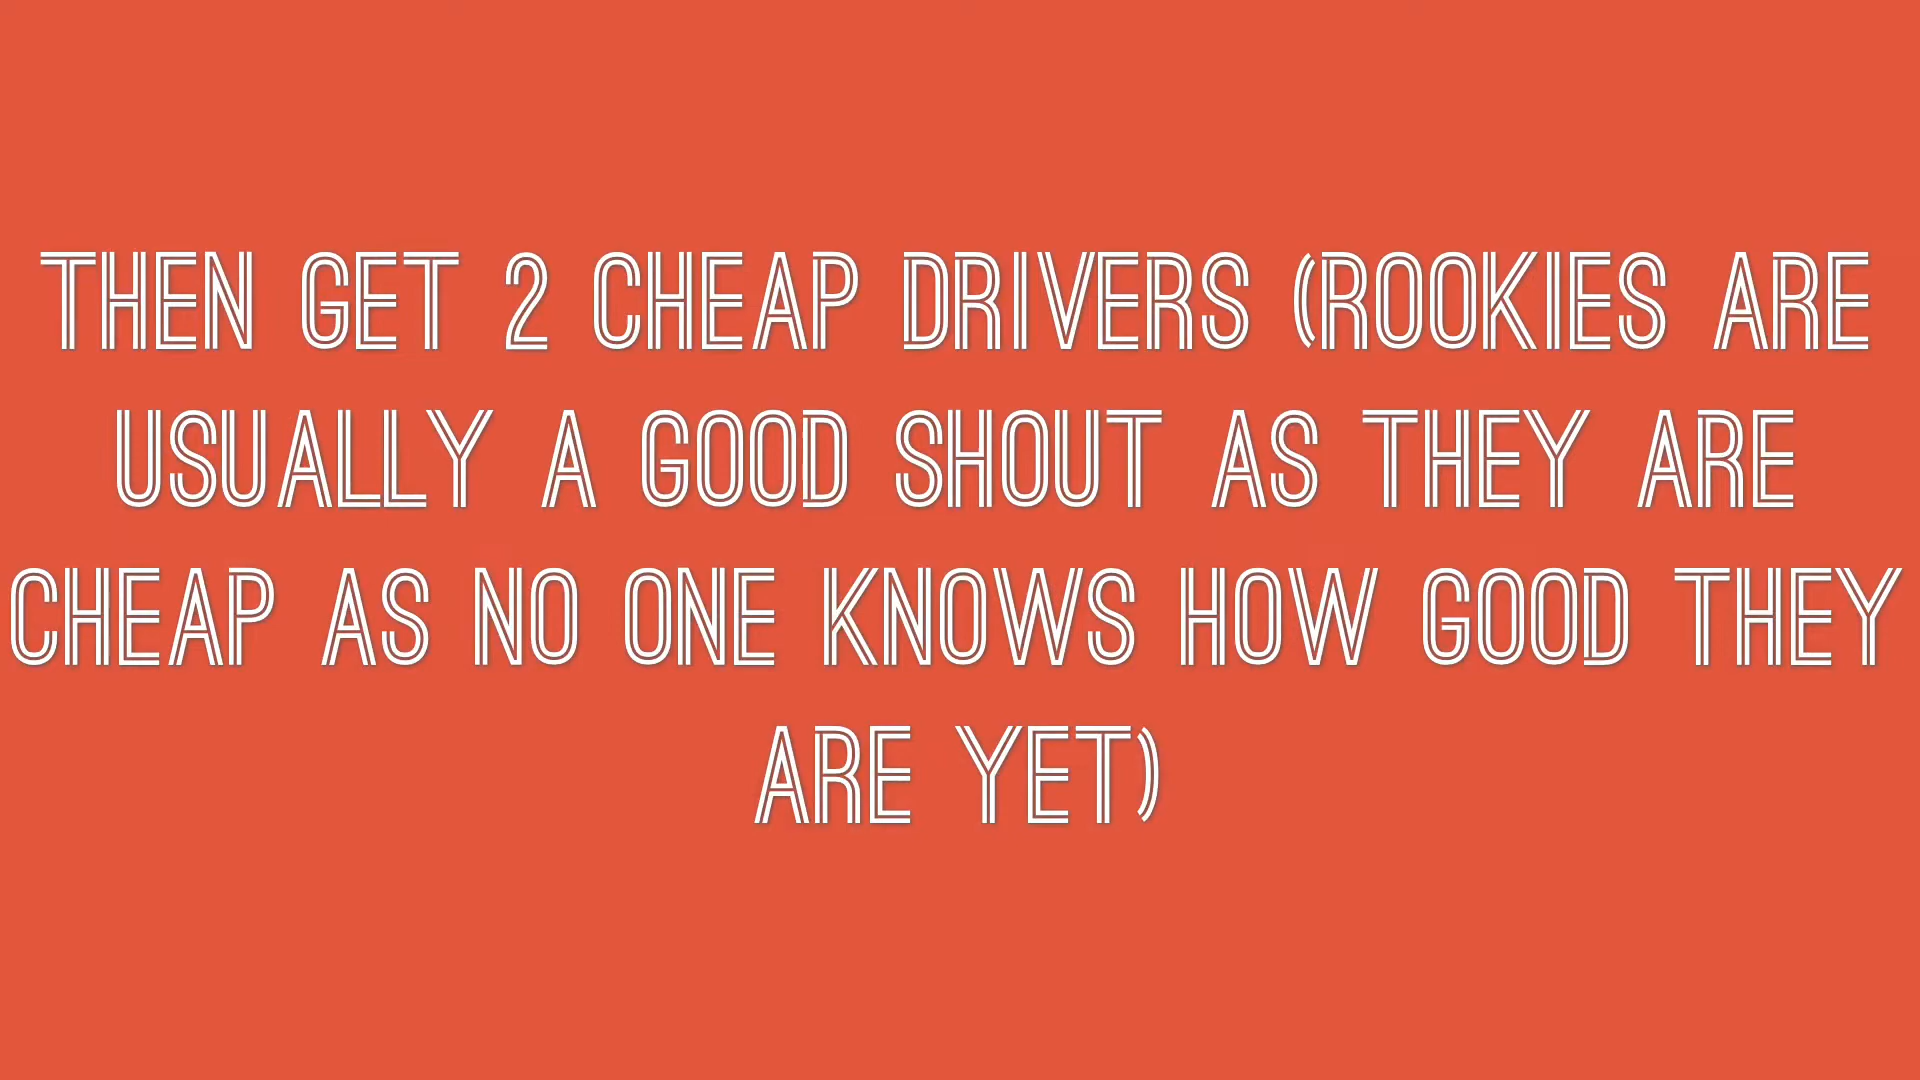 THEN GET 2 CHEAP DRIVERS (ROOKIES ARE
USUALLY A GOOD SHOUT AS THEY ARE
CHEAP AS NO ONE KNOWS HOW GOOD THEY
ARE YET)